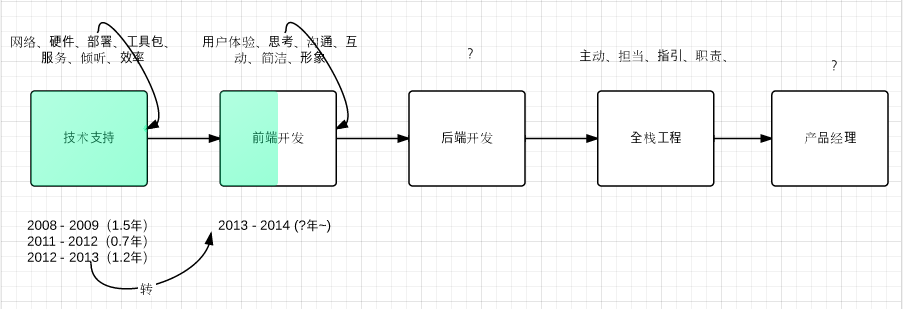 网络、硬件、部署、工具包、
服务、倾听、效率
用户体验、思考、沟通、互
动、简洁、形象
?
主动、担当、指引、职责、
?
技术支持
前端开发
后端开发
全栈工程
产品经理
2008 - 2009（1.5年）
2011 - 2012（0.7年）
2012 - 2013（1.2年）
2013 - 2014 (?年~)
转